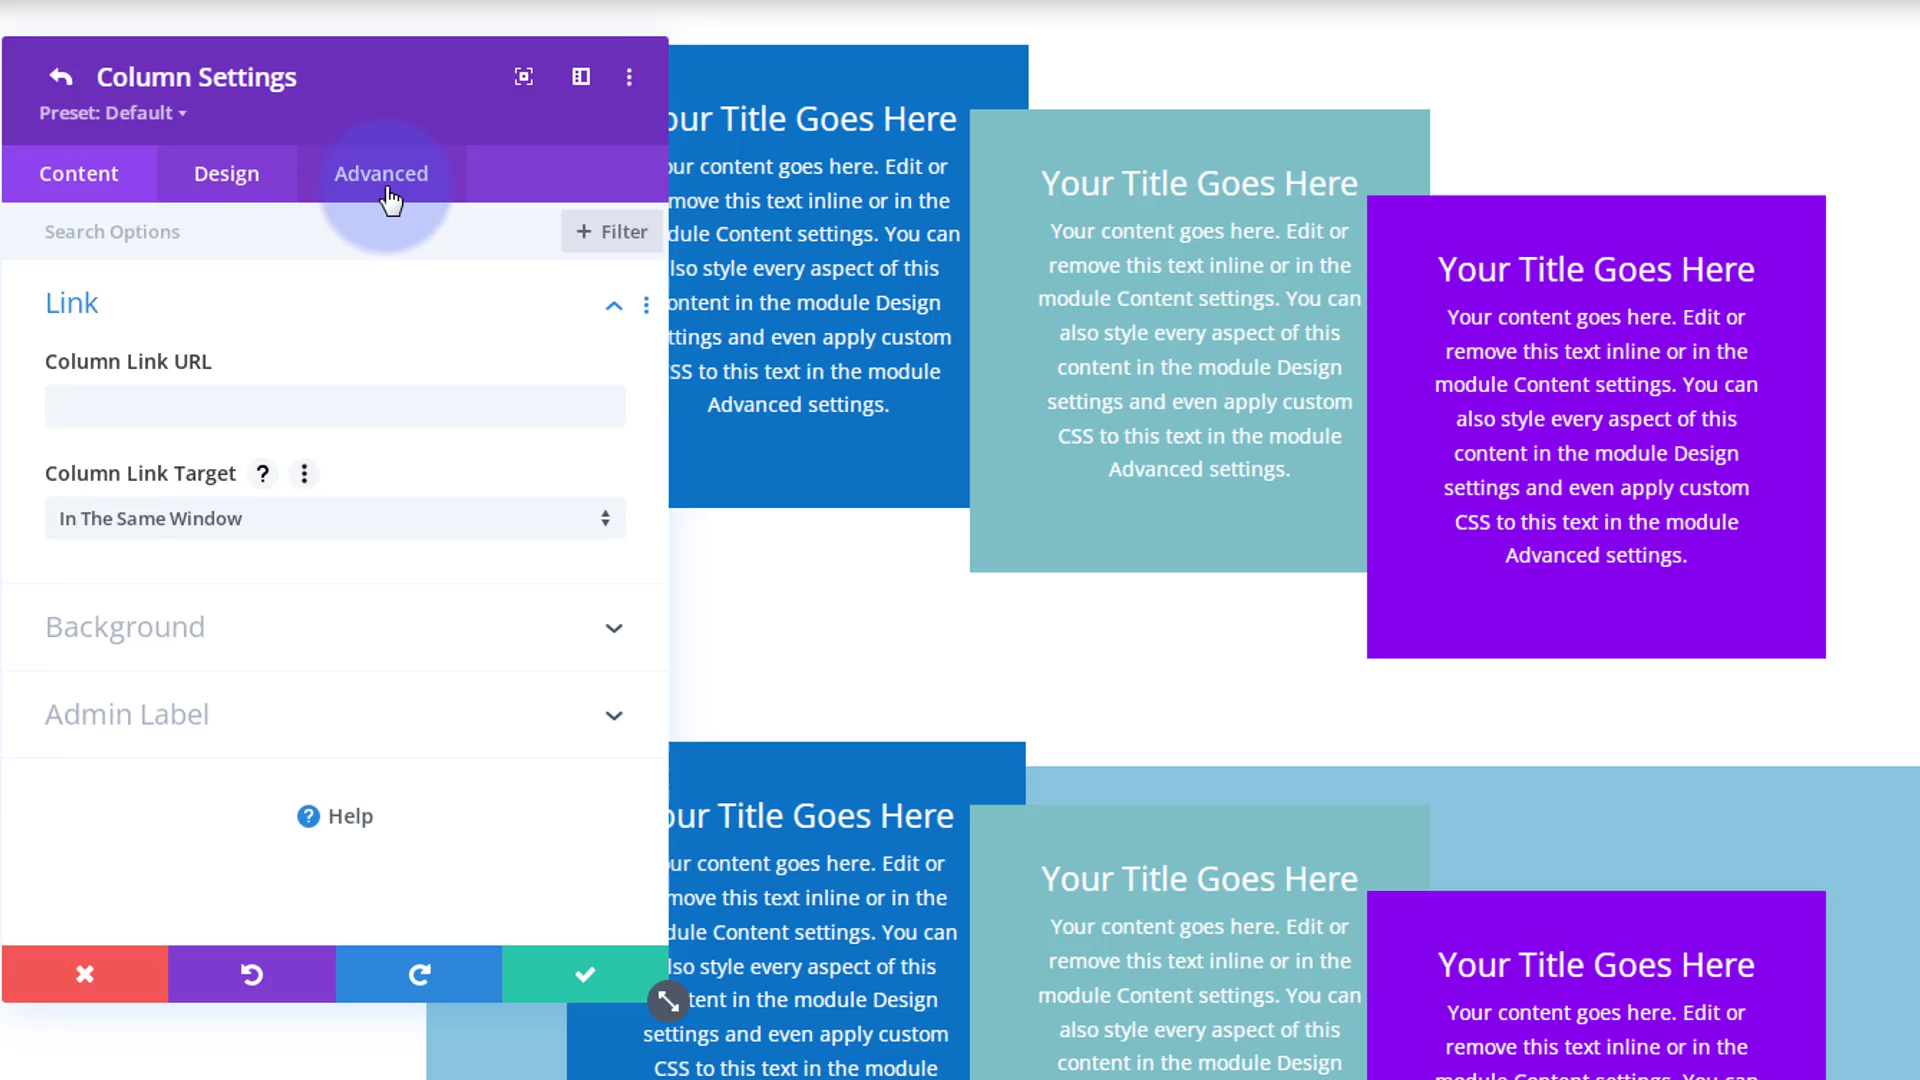 Column Settings
Preset: Default
Content
Design
Advanced
Search Options
+ Filter
Link
Column Link URL
Column Link Target ?
In The Same Window
Background
Admin Label
? Help
our Title Goes Here
our content goes here. Edit or
move this text inline or in the
dule Content settings. You can
lso style every aspect of this
ontent in the module Design
ttings and even apply custom
SS to this text in the module
Advanced settings.
Your Title Goes Here
Your content goes here. Edit or
remove this text inline or in the
module Content settings. You can
also style every aspect of this
content in the module Design
settings and even apply custom
CSS to this text in the module
Advanced settings.
Your Title Goes Here
Your content goes here. Edit or
remove this text inline or in the
module Content settings. You can
also style every aspect of this
content in the module Design
settings and even apply custom
CSS to this text in the module
Advanced settings.
our Title Goes Here
ur content goes here. Edit or
move this text inline or in the
dule Content settings. You can
lso style every aspect of this
tent in the module Design
settings and even apply custom
CSS to this text in the module
Your Title Goes Here
Your content goes here. Edit or
remove this text inline or in the
module Content settings. You can
also style every aspect of this
content in the module Design
Your Title Goes Here
Your content goes here. Edit or
remove this text inline or in the
module Content settings. You can